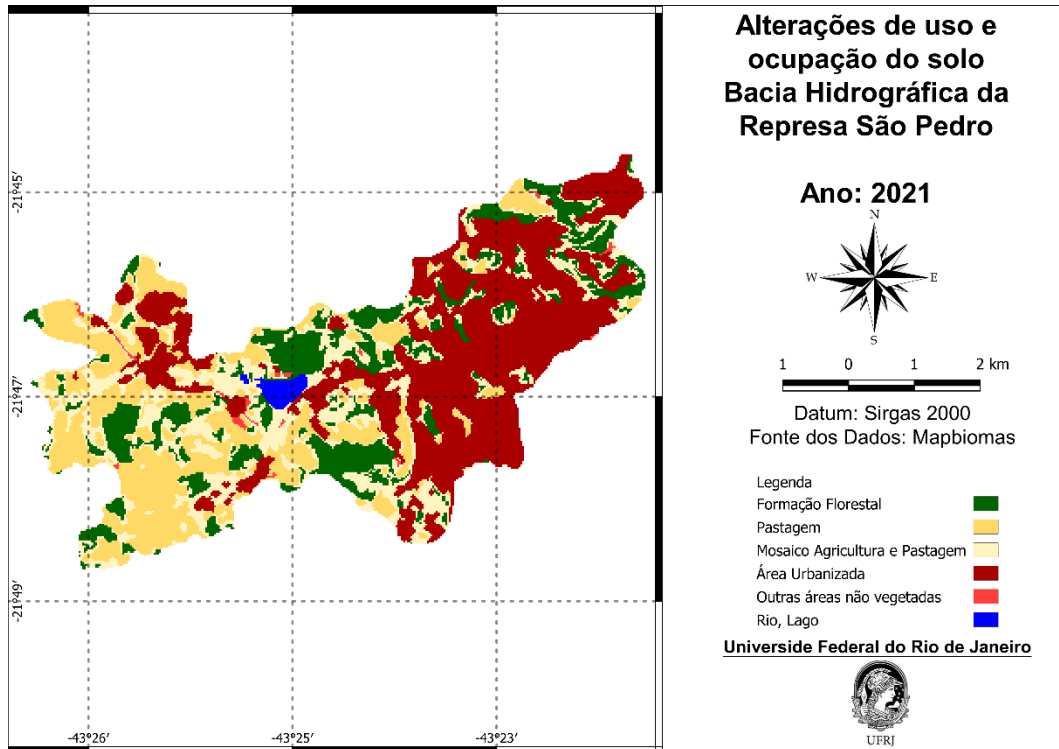 Alterações de uso e
ocupação do solo
Bacia Hidrográfica da
Represa São Pedro
Ano: 2021
N
W
E
S
1 0 1 2 km
Datum: Sirgas 2000
Fonte dos Dados: Mapbiomas
Legenda
Formação Florestal
Pastagem
Mosaico Agricultura e Pastagem
Área Urbanizada
Outras áreas não vegetadas
Rio, Lago
Universide Federal do Rio de Janeiro
UFRJ
-21°45'
-21°47'
-21°49'
-43°26'
-43°25'
-43°23'